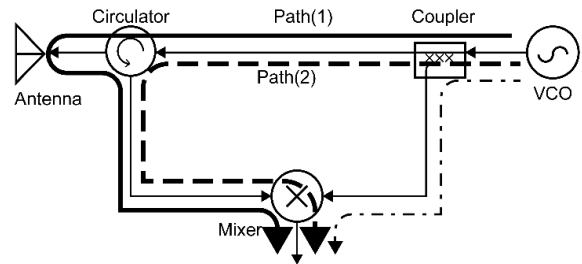 Circulator
Path(1)
Coupler
Path(2)
Antenna
VCO
Mixer